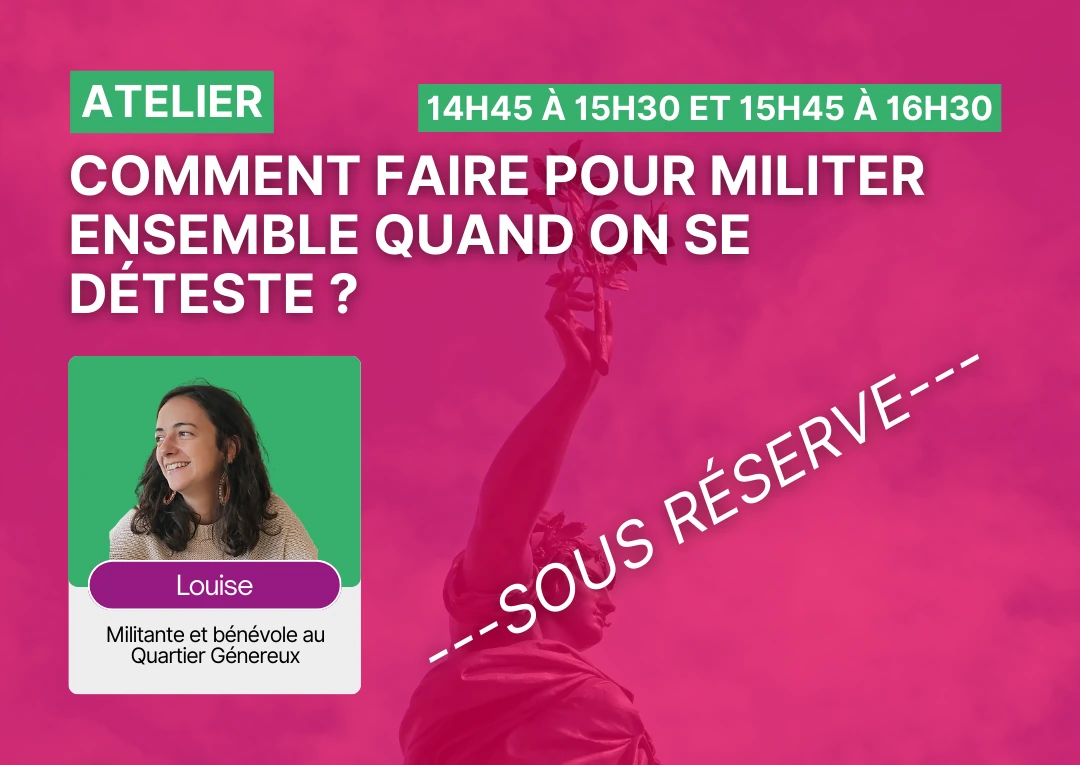 ATELIER
14H45 À 15H30 ET 15H45 À 16H30
COMMENT FAIRE POUR MILITER
ENSEMBLE QUAND ON SE
DÉTESTE ?
---SOUS RÉSERVE---
Louise
Militante et bénévole au
Quartier Génereux